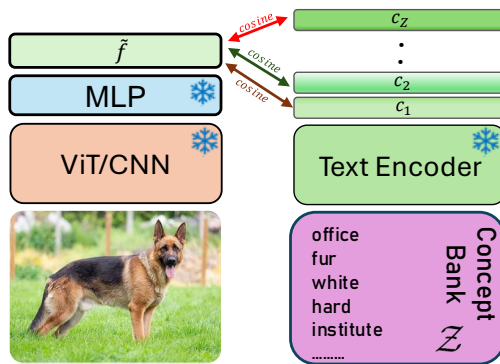 f̃
MLP
ViT/CNN
cosine
cosine
cosine
c_Z
c_2
c_1
Text Encoder
office
fur
white
hard
institute
.........
Concept
Bank
𝒵